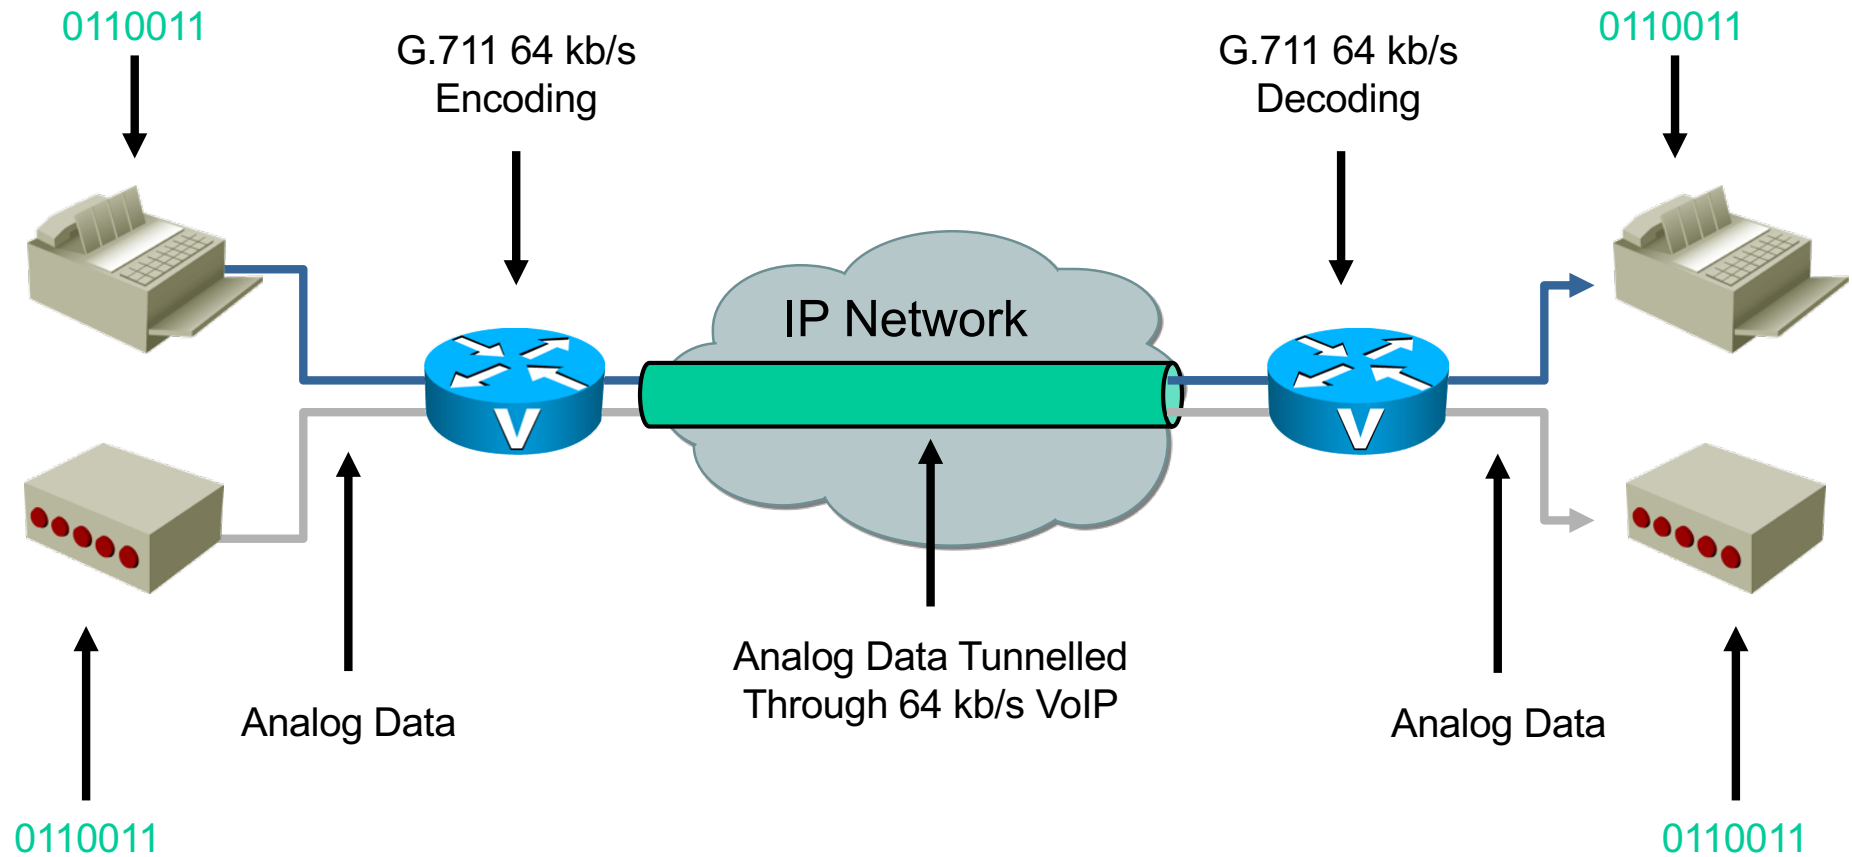 0110011
G.711 64 kb/s
Encoding
G.711 64 kb/s
Decoding
0110011
IP Network
V
V
Analog Data Tunnelled
Through 64 kb/s VoIP
Analog Data
Analog Data
0110011
0110011